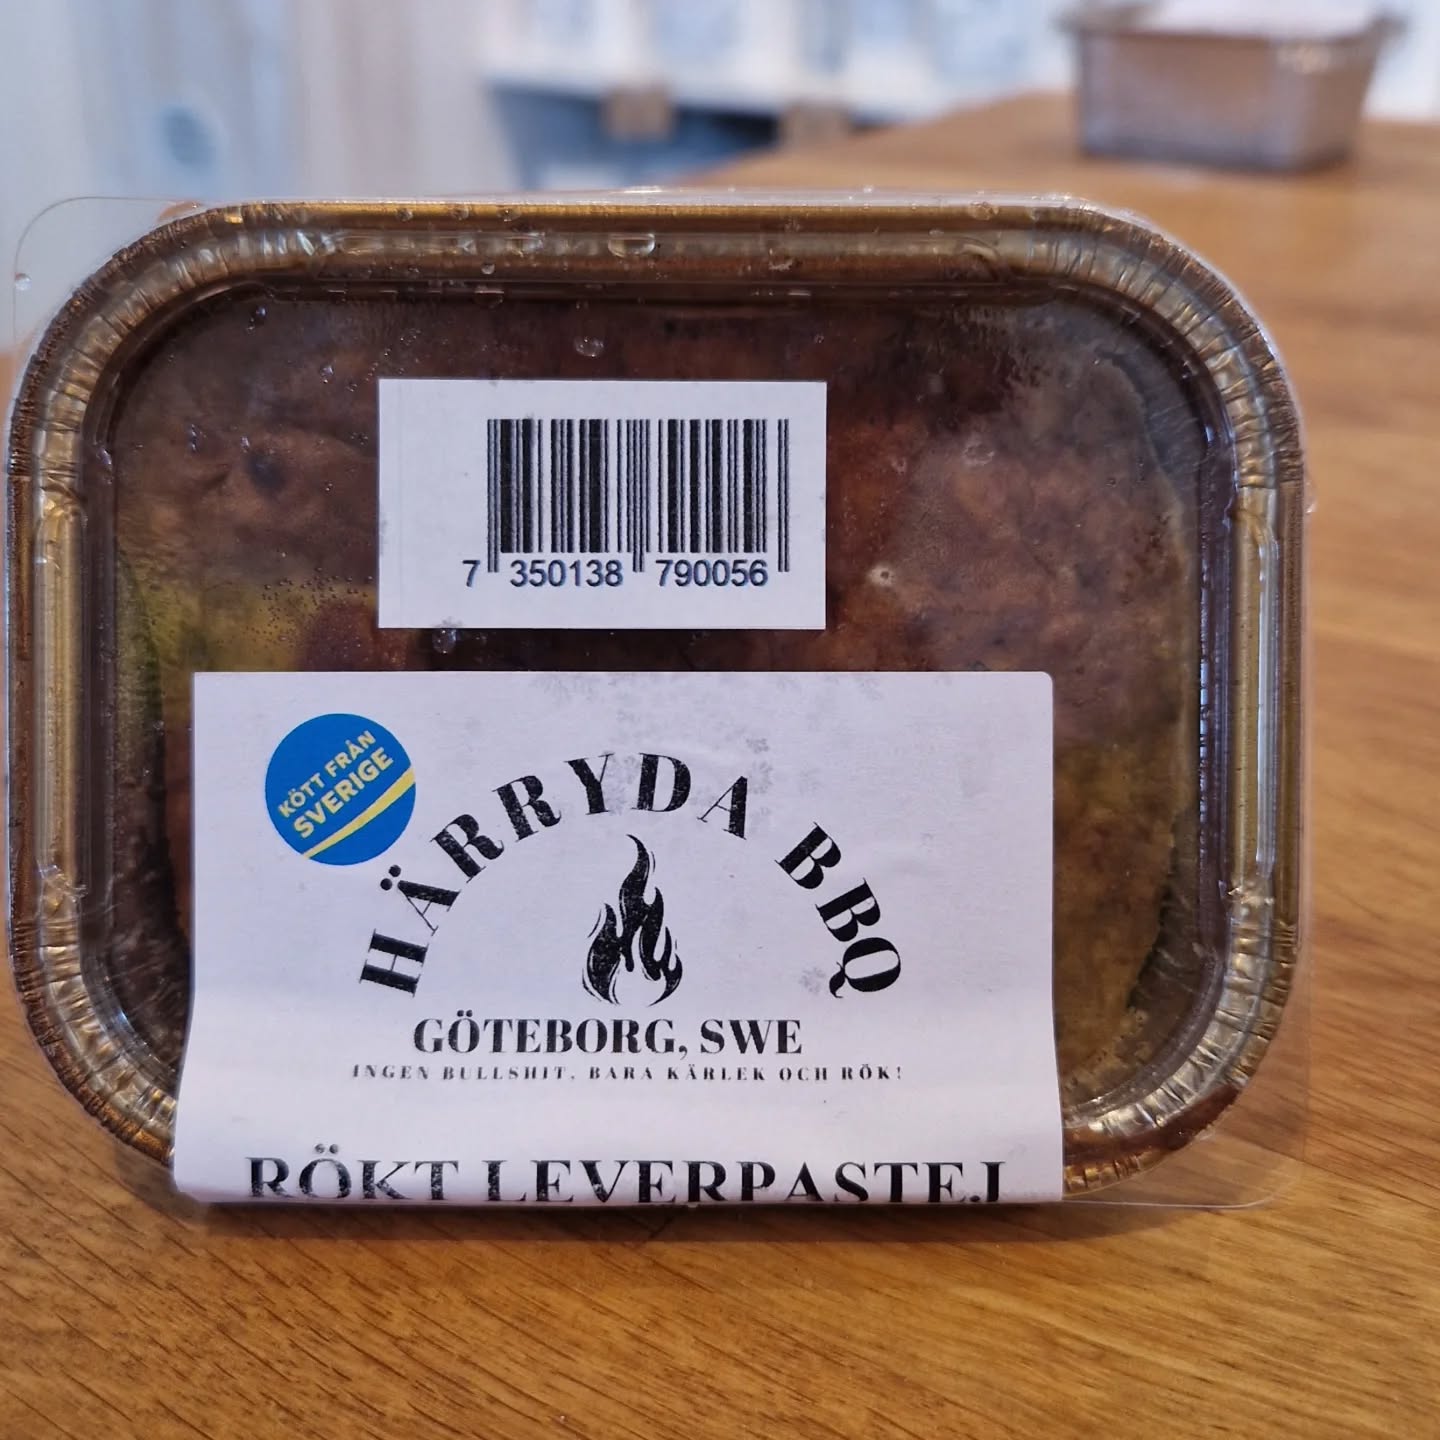 7 350138 790056
KÖTT FRÅN
SVERIGE
HÄRRYDA BBQ
GÖTEBORG, SWE
INGEN BULLSHIT, BARA KÄRLEK OCH RÖK!
RÖKT LEVERPASTEJ